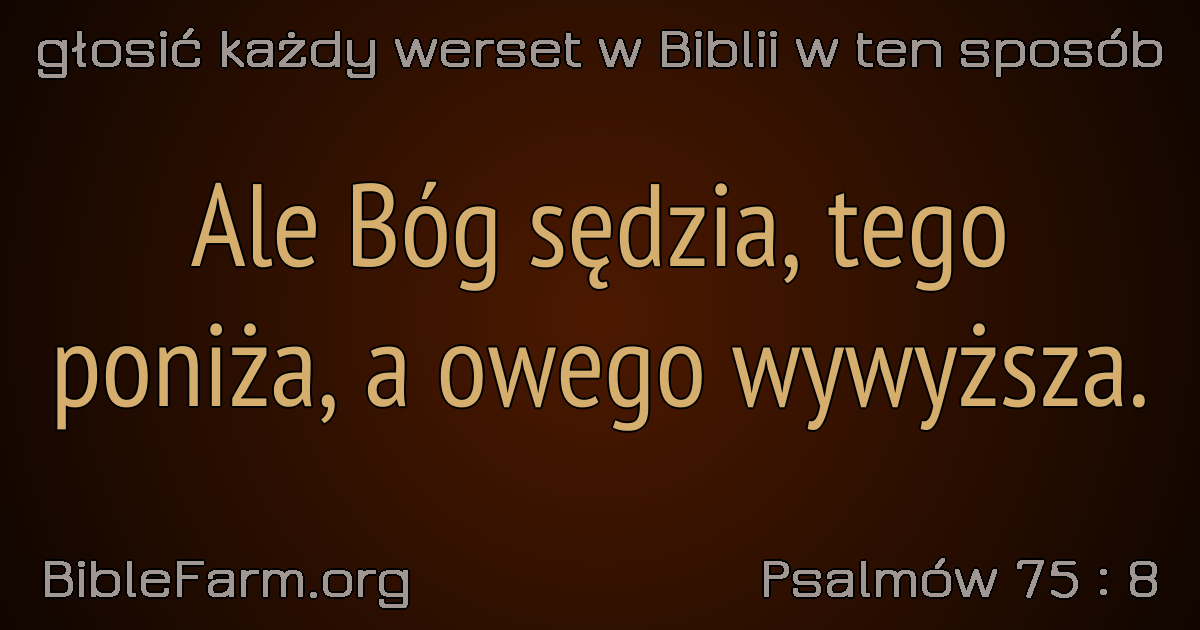 głosić każdy werset w Biblii w ten sposób
Ale Bóg sędzia, tego
poniża, a owego wywyższa.
BibleFarm.org
Psalmów 75 : 8